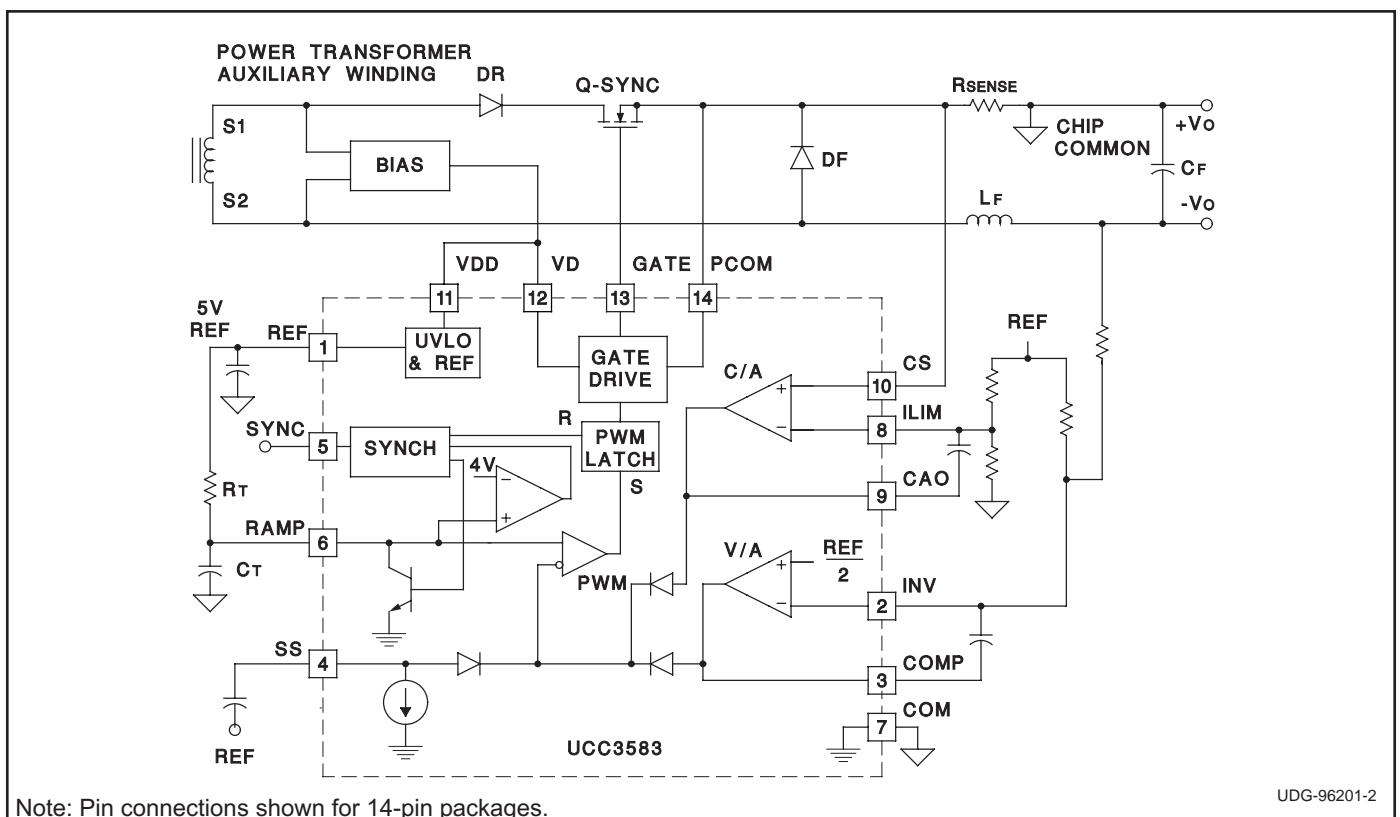 POWER TRANSFORMER
AUXILIARY WINDING
DR
Q-SYNC
RSENSE
S1
S2
BIAS
DF
CHIP
COMMON
+VO
CF
LF
-VO
VDD
VD
GATE
PCOM
11
12
13
14
5V
REF
REF
1
UVLO
& REF
GATE
DRIVE
REF
CS
10
C/A
+
−
ILIM
8
R
PWM
LATCH
S
SYNC
5
SYNCH
4V
−
+
CAO
9
RT
RAMP
6
CT
PWM
V/A
+
−
REF
2
INV
2
SS
4
COMP
3
COM
7
REF
UCC3583
Note: Pin connections shown for 14-pin packages.
UDG-96201-2